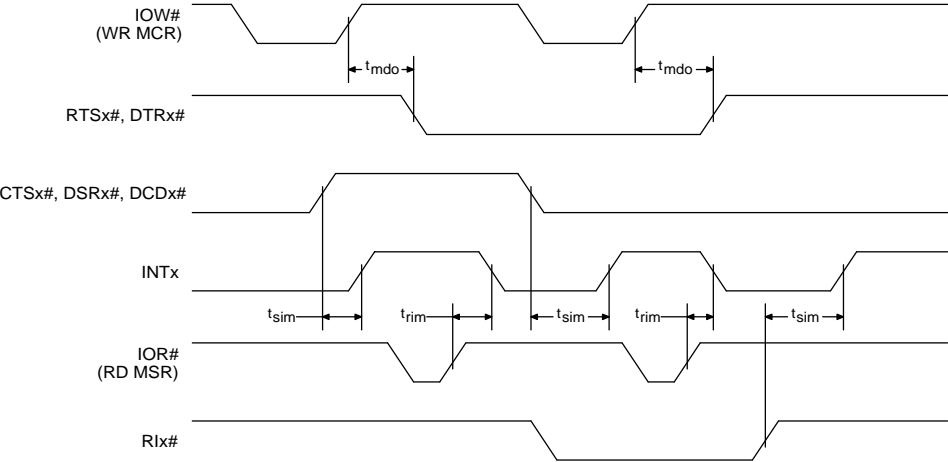 IOW#
(WR MCR)
tmdo
tmdo
RTSx#, DTRx#
CTSx#, DSRx#, DCDx#
INTx
tsim
trim
tsim
trim
tsim
IOR#
(RD MSR)
RIx#